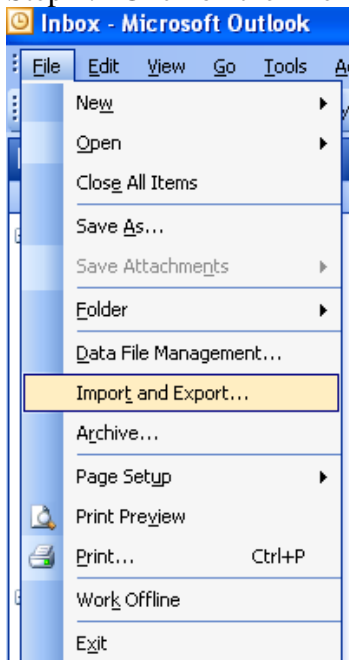 Inbox - Microsoft Outlook
File Edit View Go Tools
New
Open
Close All Items
Save As...
Save Attachments
Folder
Data File Management...
Import and Export...
Archive...
Page Setup
Print Preview
Print... Ctrl+P
Work Offline
Exit